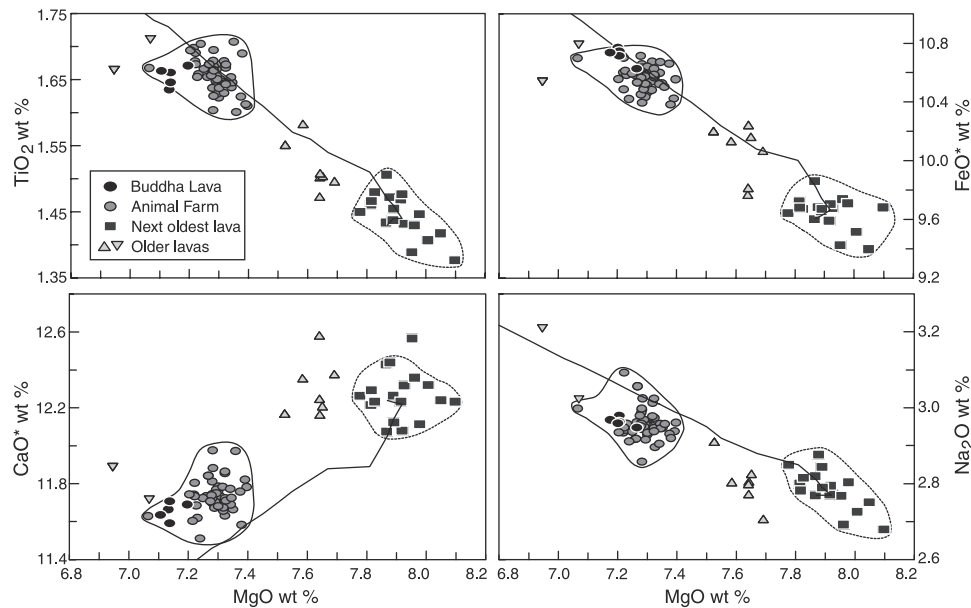 1.75
1.65
1.55
1.45
1.35
TiO2 wt %
Buddha Lava
Animal Farm
Next oldest lava
Older lavas
10.8
10.4
10.0
9.6
9.2
FeO* wt %
12.6
12.2
11.8
11.4
CaO* wt %
3.2
3.0
2.8
2.6
Na2O wt %
6.8 7.0 7.2 7.4 7.6 7.8 8.0 8.2
MgO wt %
7.0 7.2 7.4 7.6 7.8 8.0 8.2
MgO wt %